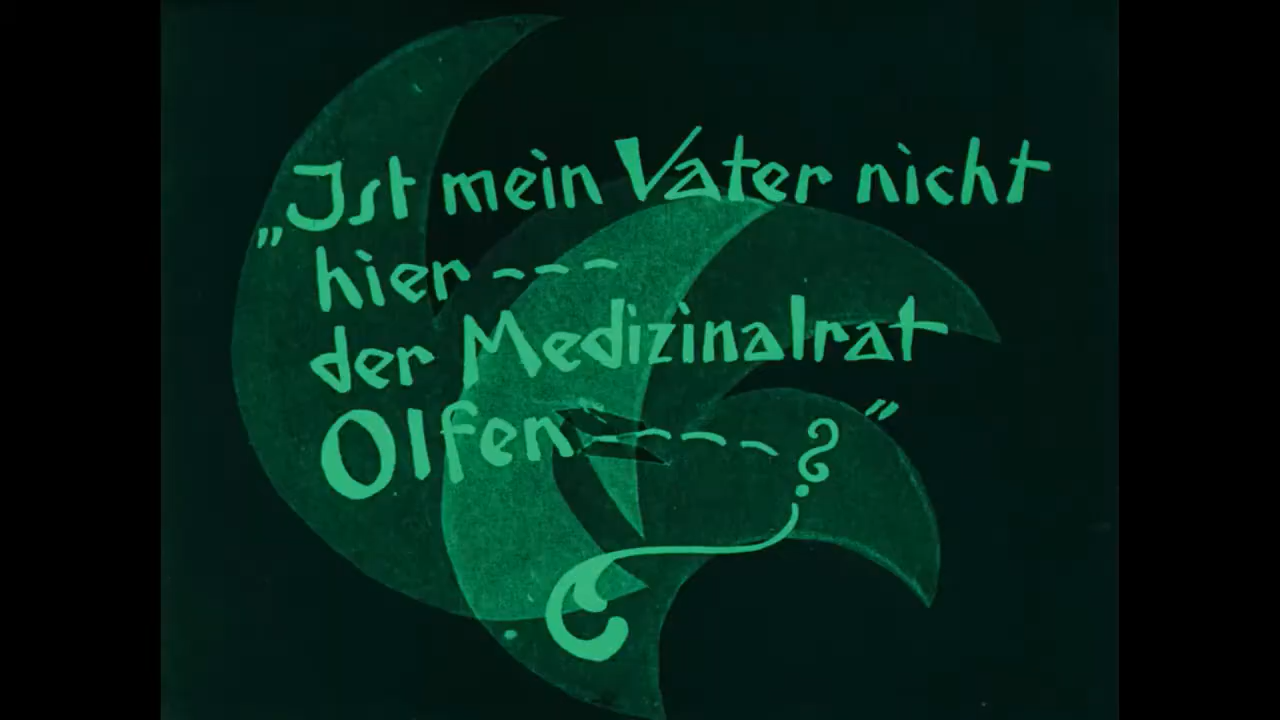 „Ist mein Vater nicht
hier - - -
der Medizinalrat
Olfen - - - - ?"